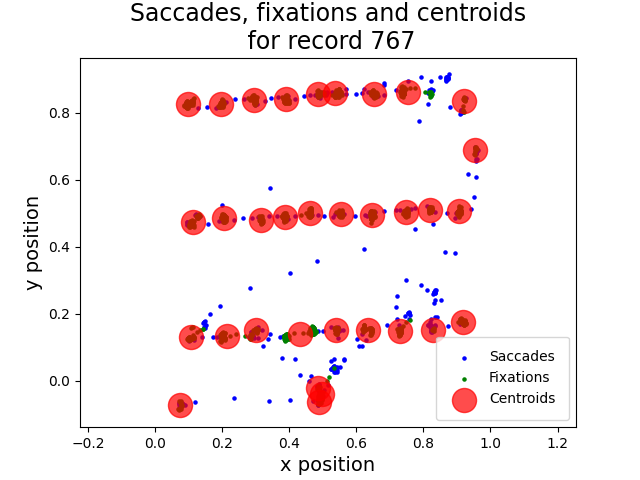 Saccades, fixations and centroids
for record 767
y position
0.8
0.6
0.4
0.2
0.0
−0.2
0.0
0.2
0.4
0.6
0.8
1.0
1.2
x position
Saccades
Fixations
Centroids